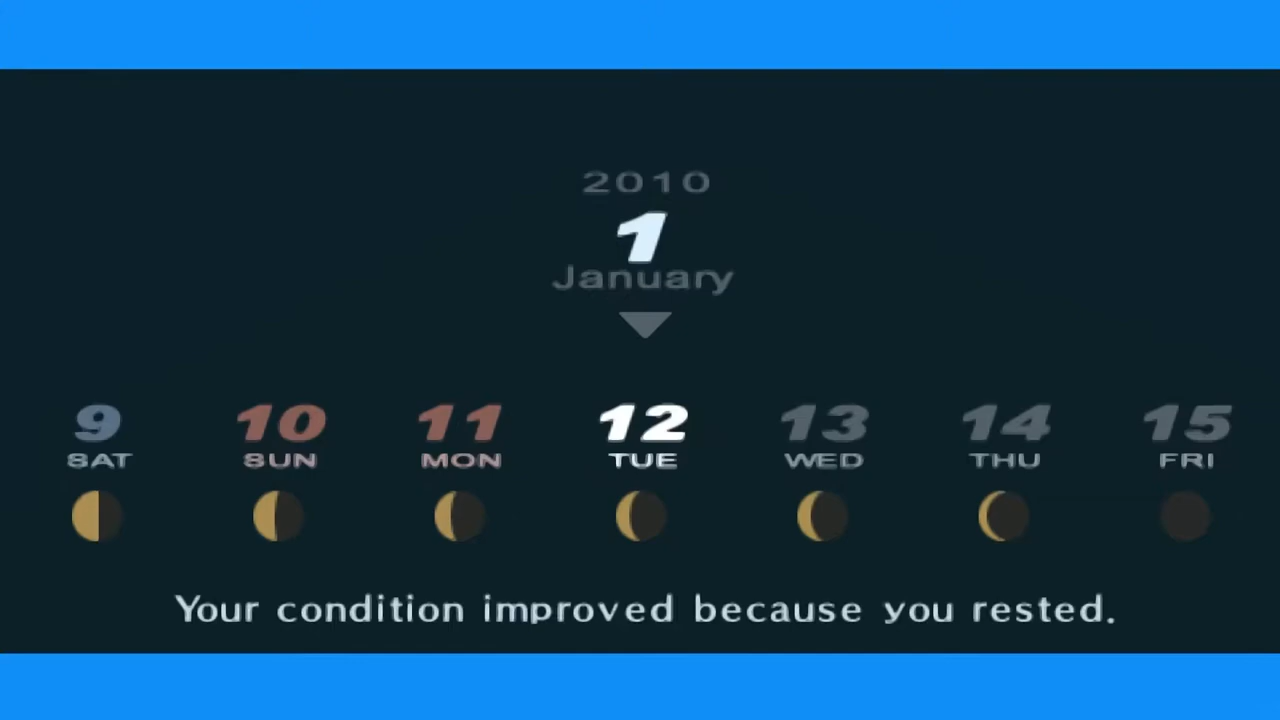 2010
1
January
9 10 11 12 13 14 15
SAT SUN MON TUE WED THU FRI
Your condition improved because you rested.